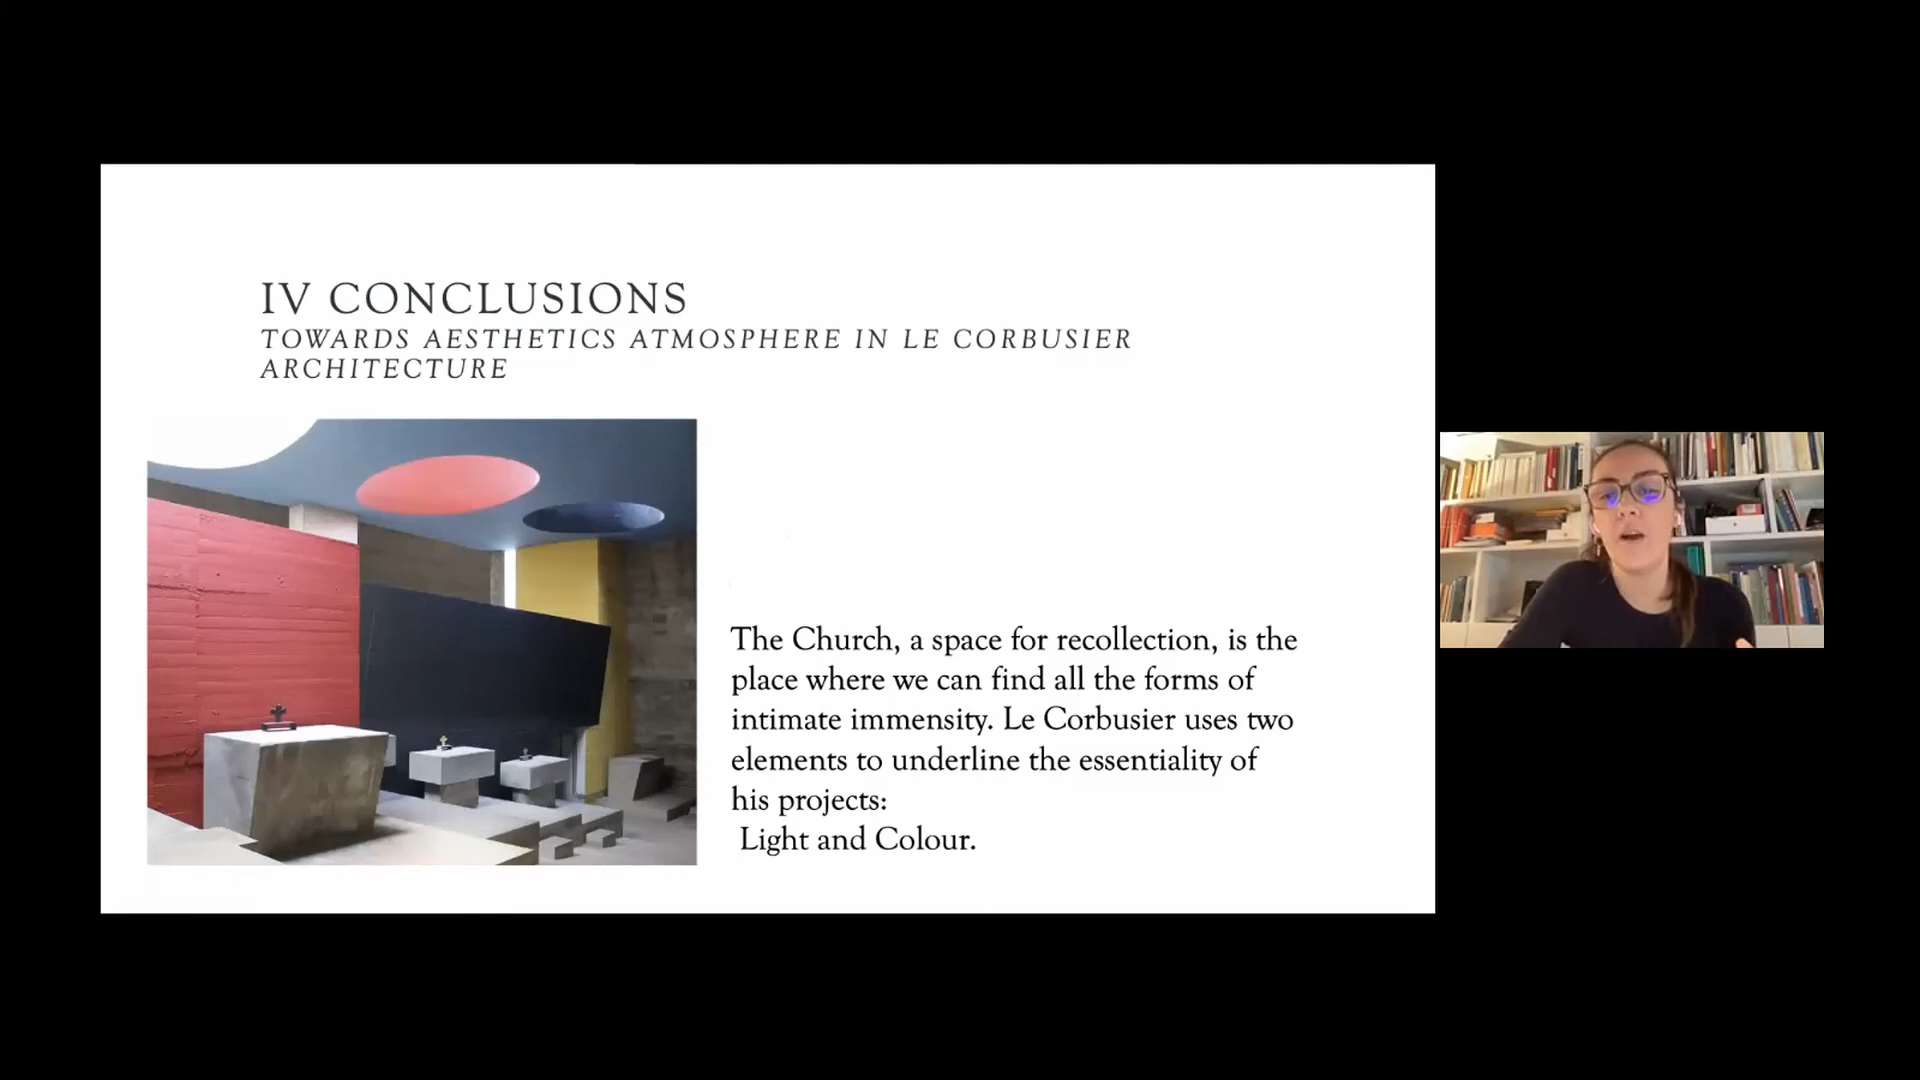 IV CONCLUSIONS
TOWARDS AESTHETICS ATMOSPHERE IN LE CORBUSIER
ARCHITECTURE
The Church, a space for recollection, is the
place where we can find all the forms of
intimate immensity. Le Corbusier uses two
elements to underline the essentiality of
his projects:
Light and Colour.